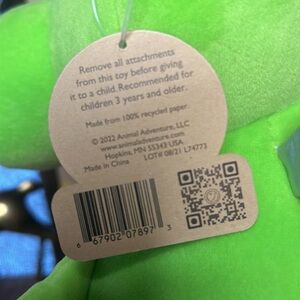 Remove all attachments
from this toy before giving
it to a child. Recommended for
children 3 years and older.
Made from 100% recycled paper.
© 2022 Animal Adventure, LLC
www.animaladventure.com
Hopkins, MN 55343 USA.
Made in China LOT# 08/21 L74773
6 67902 07897 3